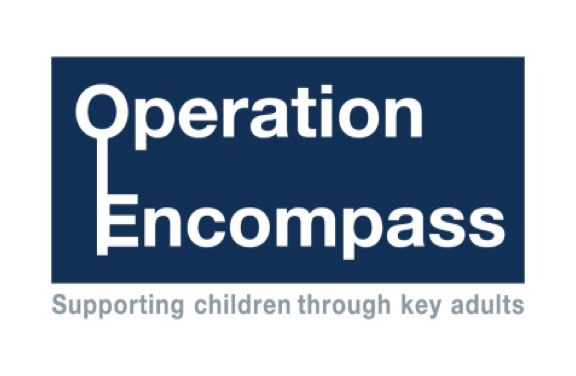 Operation
Encompass
Supporting children through key adults